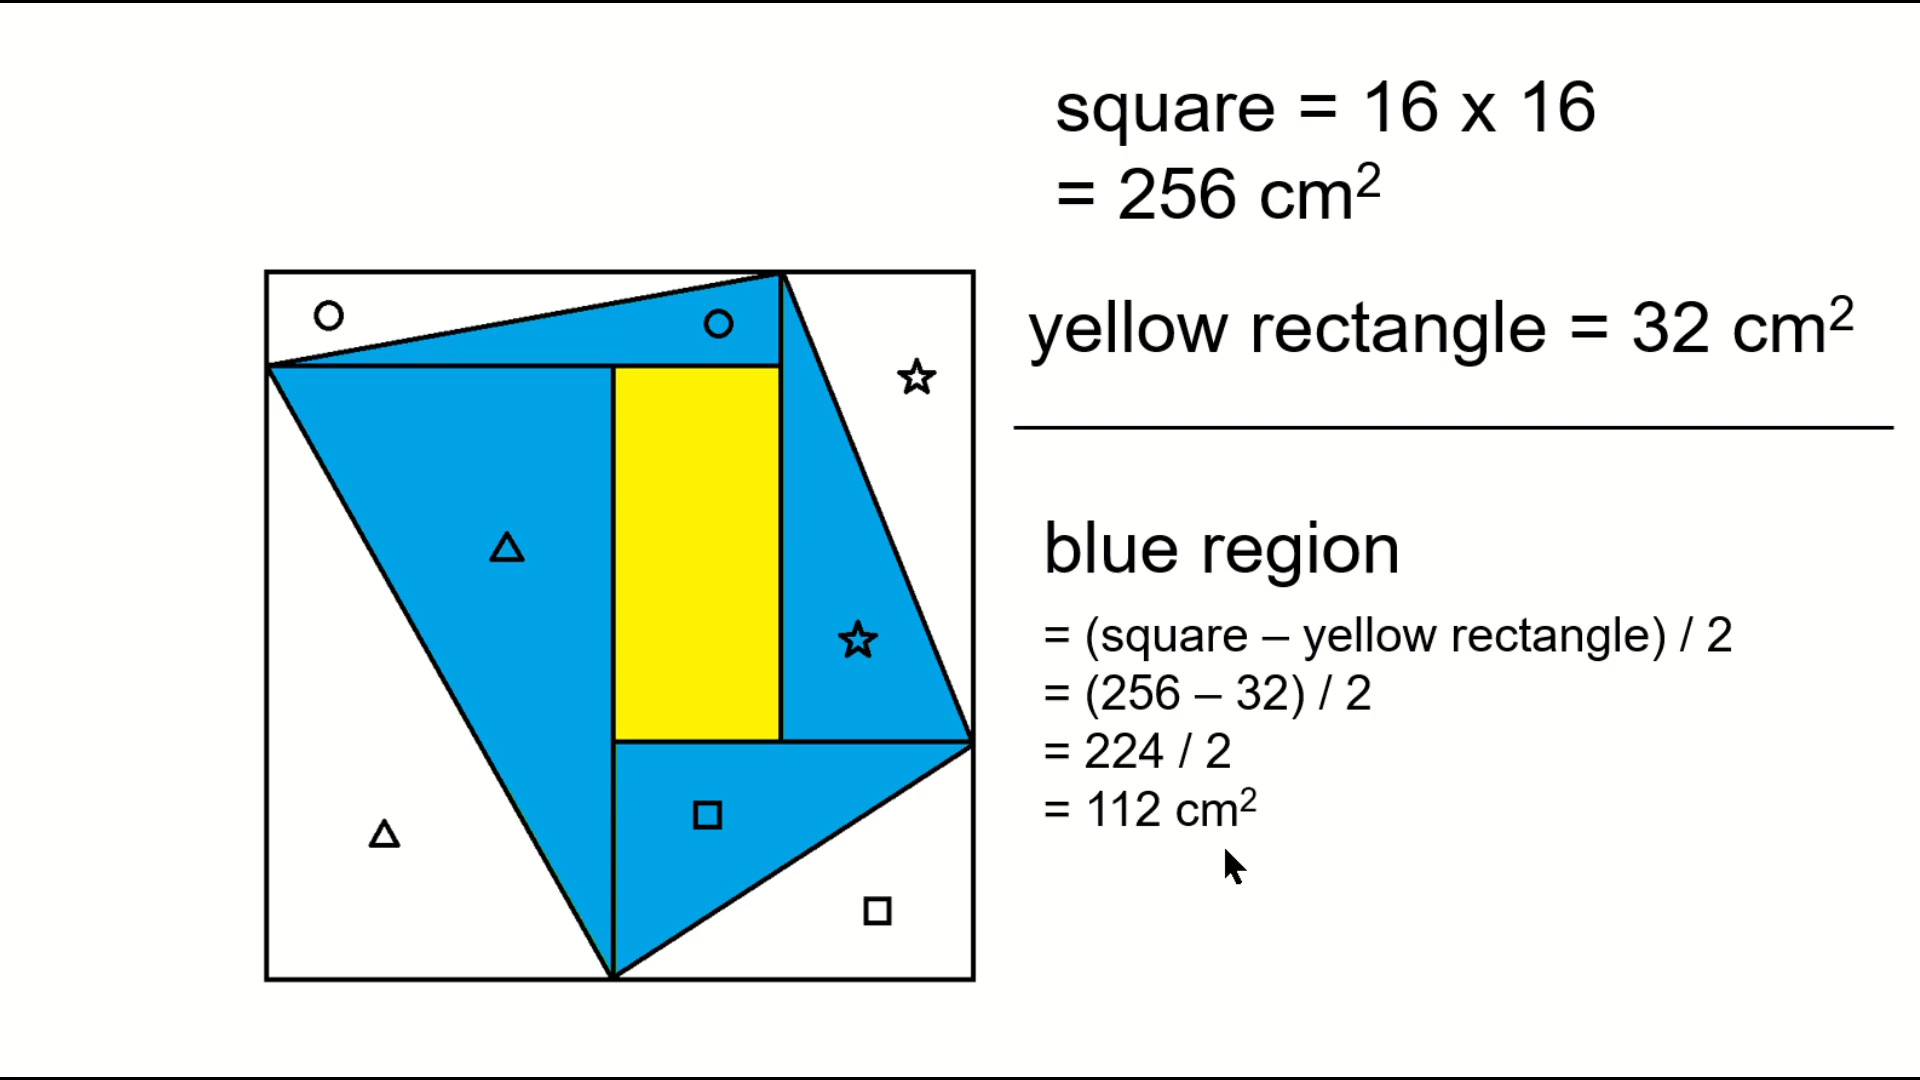 square = 16 x 16
= 256 cm²
yellow rectangle = 32 cm²
blue region
= (square – yellow rectangle) / 2
= (256 – 32) / 2
= 224 / 2
= 112 cm²